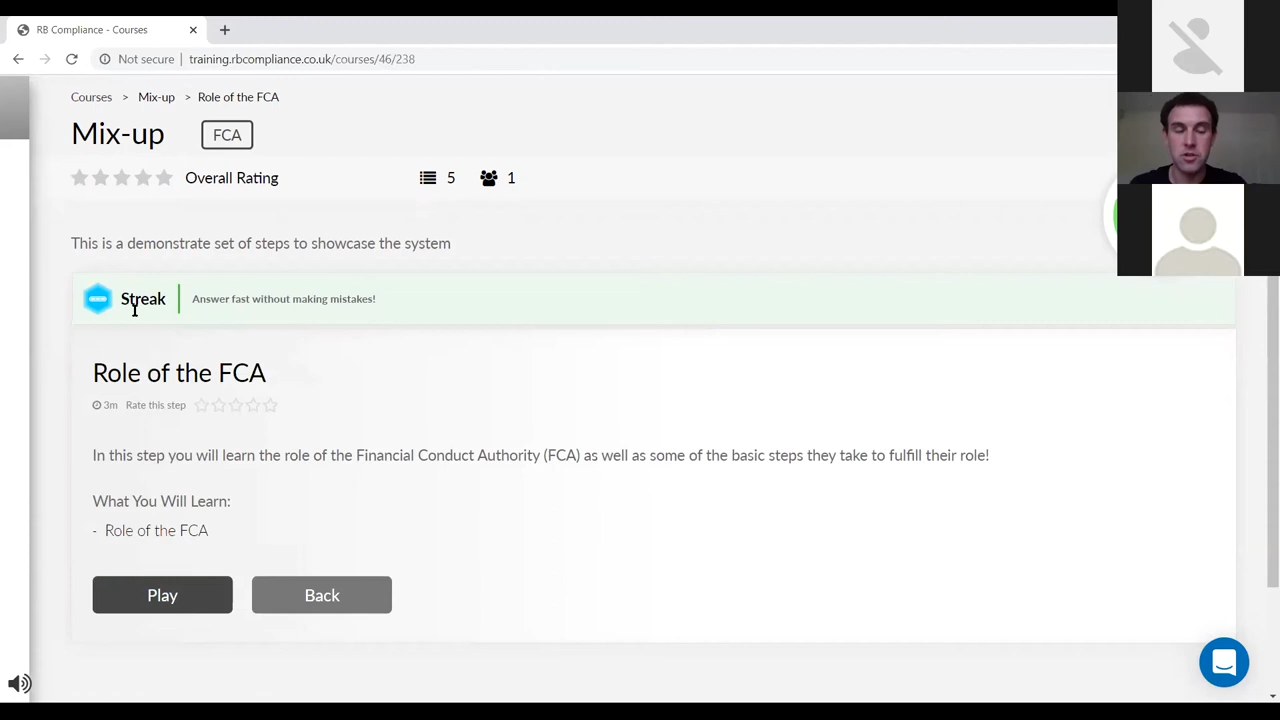 RB Compliance - Courses
Not secure | training.rbcompliance.co.uk/courses/46/238
Courses > Mix-up > Role of the FCA
Mix-up FCA
Overall Rating 5 1
This is a demonstrate set of steps to showcase the system
Streak Answer fast without making mistakes!
Role of the FCA
3m Rate this step
In this step you will learn the role of the Financial Conduct Authority (FCA) as well as some of the basic steps they take to fulfill their role!
What You Will Learn:
- Role of the FCA
Play Back